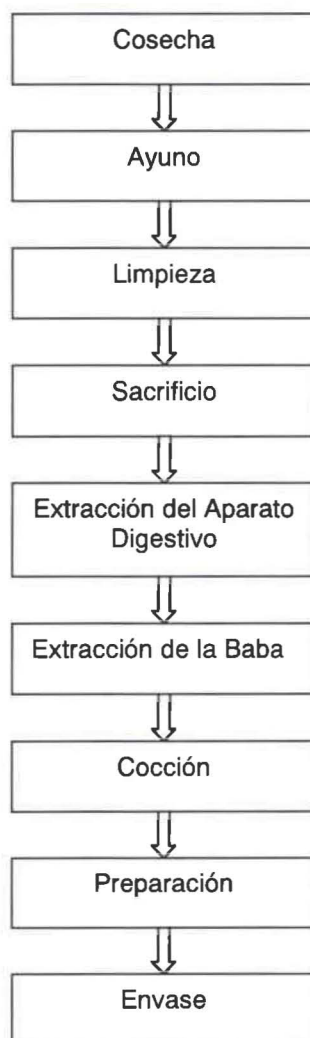 Cosecha
Ayuno
Limpieza
Sacrificio
Extracción del Aparato
Digestivo
Extracción de la Baba
Cocción
Preparación
Envase